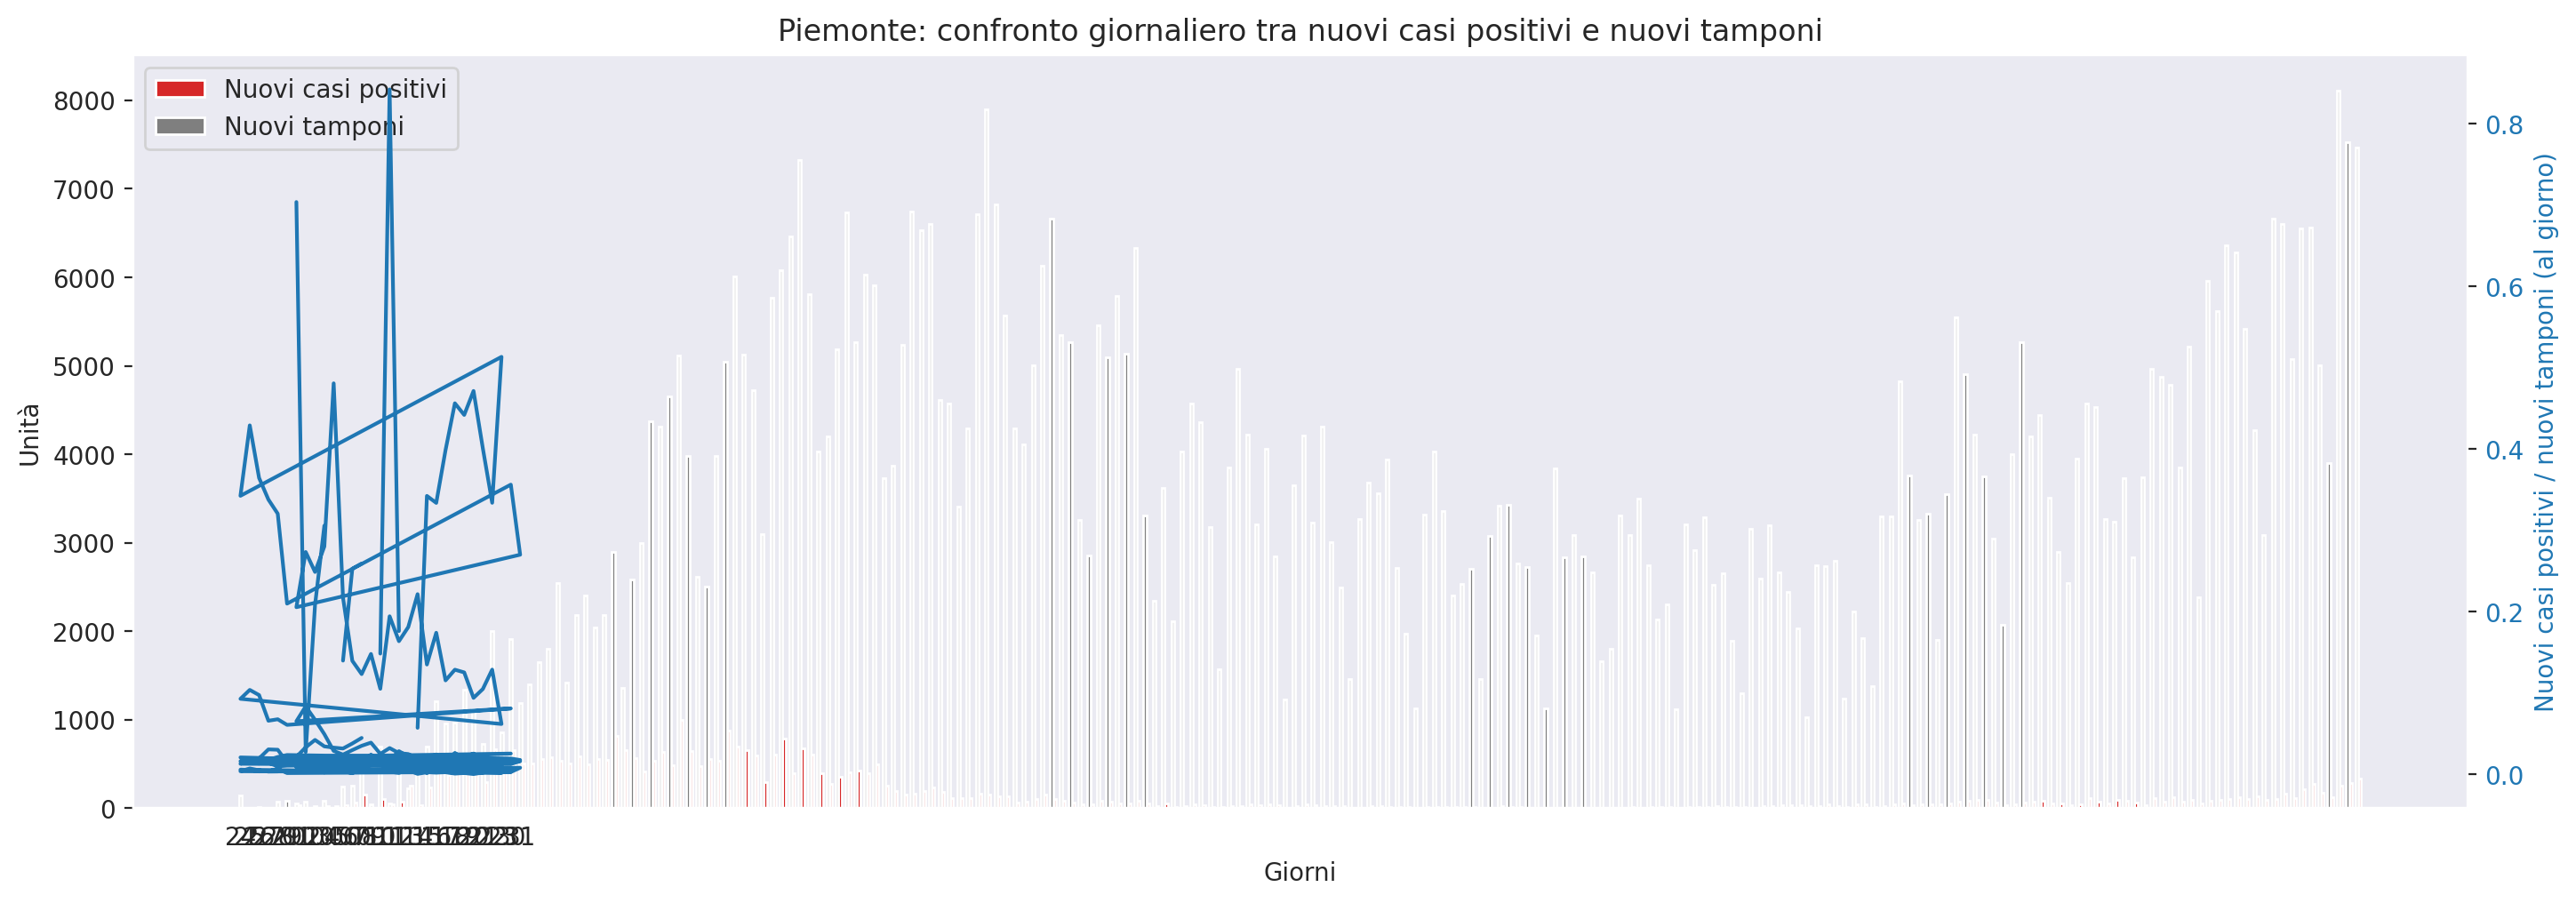 Piemonte: confronto giornaliero tra nuovi casi positivi e nuovi tamponi
Nuovi casi positivi
Nuovi tamponi
8000
7000
6000
5000
4000
3000
2000
1000
0
Unità
0.8
0.6
0.4
0.2
0.0
Nuovi casi positivi / nuovi tamponi (al giorno)
Giorni